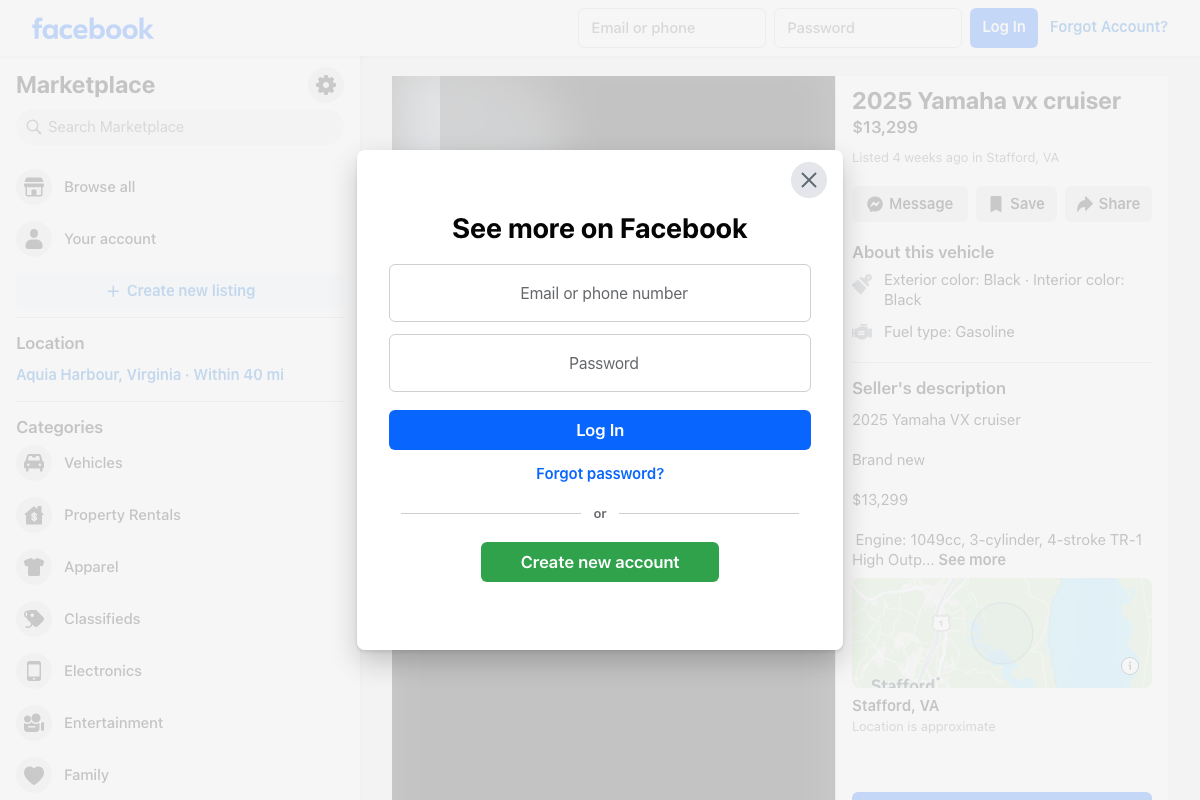 facebook
Email or phone
Password
Log In
Forgot Account?
Marketplace
Search Marketplace
Browse all
Your account
Create new listing
Location
Aquia Harbour, Virginia · Within 40 mi
Categories
Vehicles
Property Rentals
Apparel
Classifieds
Electronics
Entertainment
Family
See more on Facebook
Email or phone number
Password
Log In
Forgot password?
or
Create new account
2025 Yamaha vx cruiser
$13,299
Listed 4 weeks ago in Stafford, VA
Message
Save
Share
About this vehicle
Exterior color: Black · Interior color:
Black
Fuel type: Gasoline
Seller's description
2025 Yamaha VX cruiser
Brand new
$13,299
Engine: 1049cc, 3-cylinder, 4-stroke TR-1
High Outp... See more
1
Stafford
Stafford, VA
Location is approximate